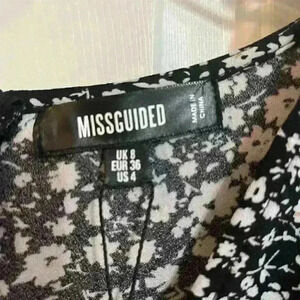 MISSGUIDED
MADE IN
CHINA
UK 8
EUR 36
US 4